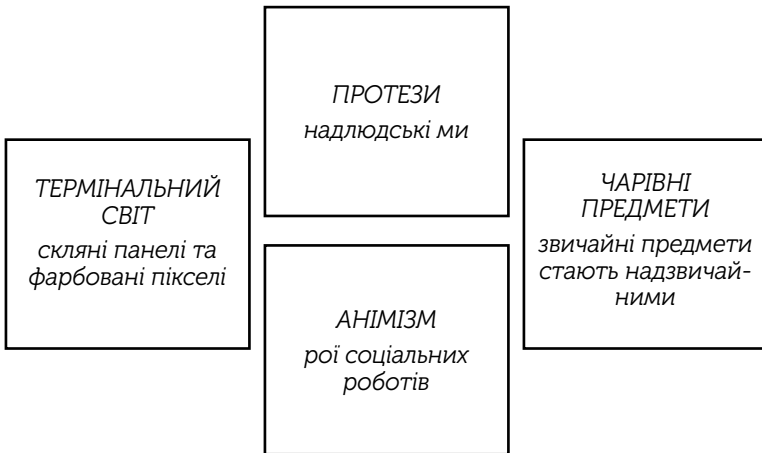 ПРОТЕЗИ
надлюдські ми
ТЕРМІНАЛЬНИЙ
СВІТ
скляні панелі та
фарбовані пікселі
ЧАРІВНІ
ПРЕДМЕТИ
звичайні предмети
стають надзвичай-
ними
АНІМІЗМ
рої соціальних
роботів